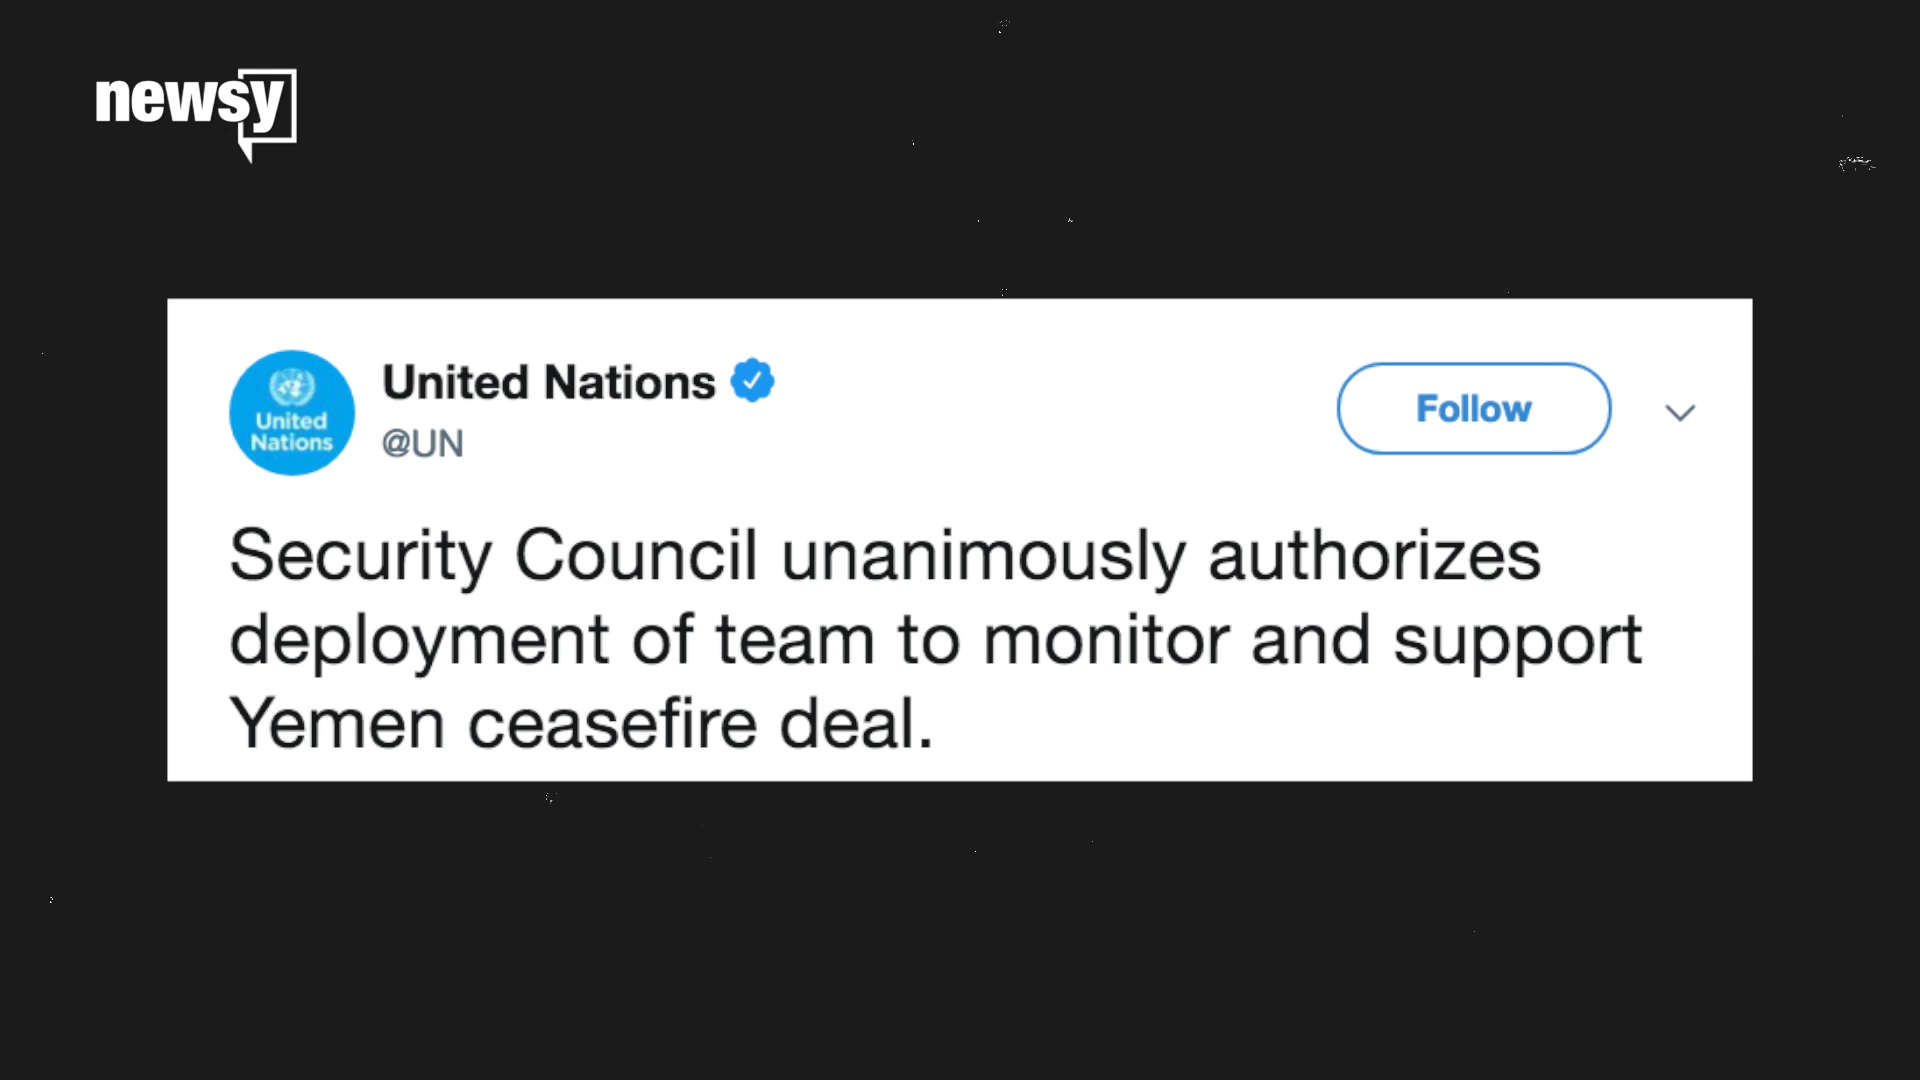 newsy
United Nations
@UN
United
Nations
Follow
Security Council unanimously authorizes
deployment of team to monitor and support
Yemen ceasefire deal.